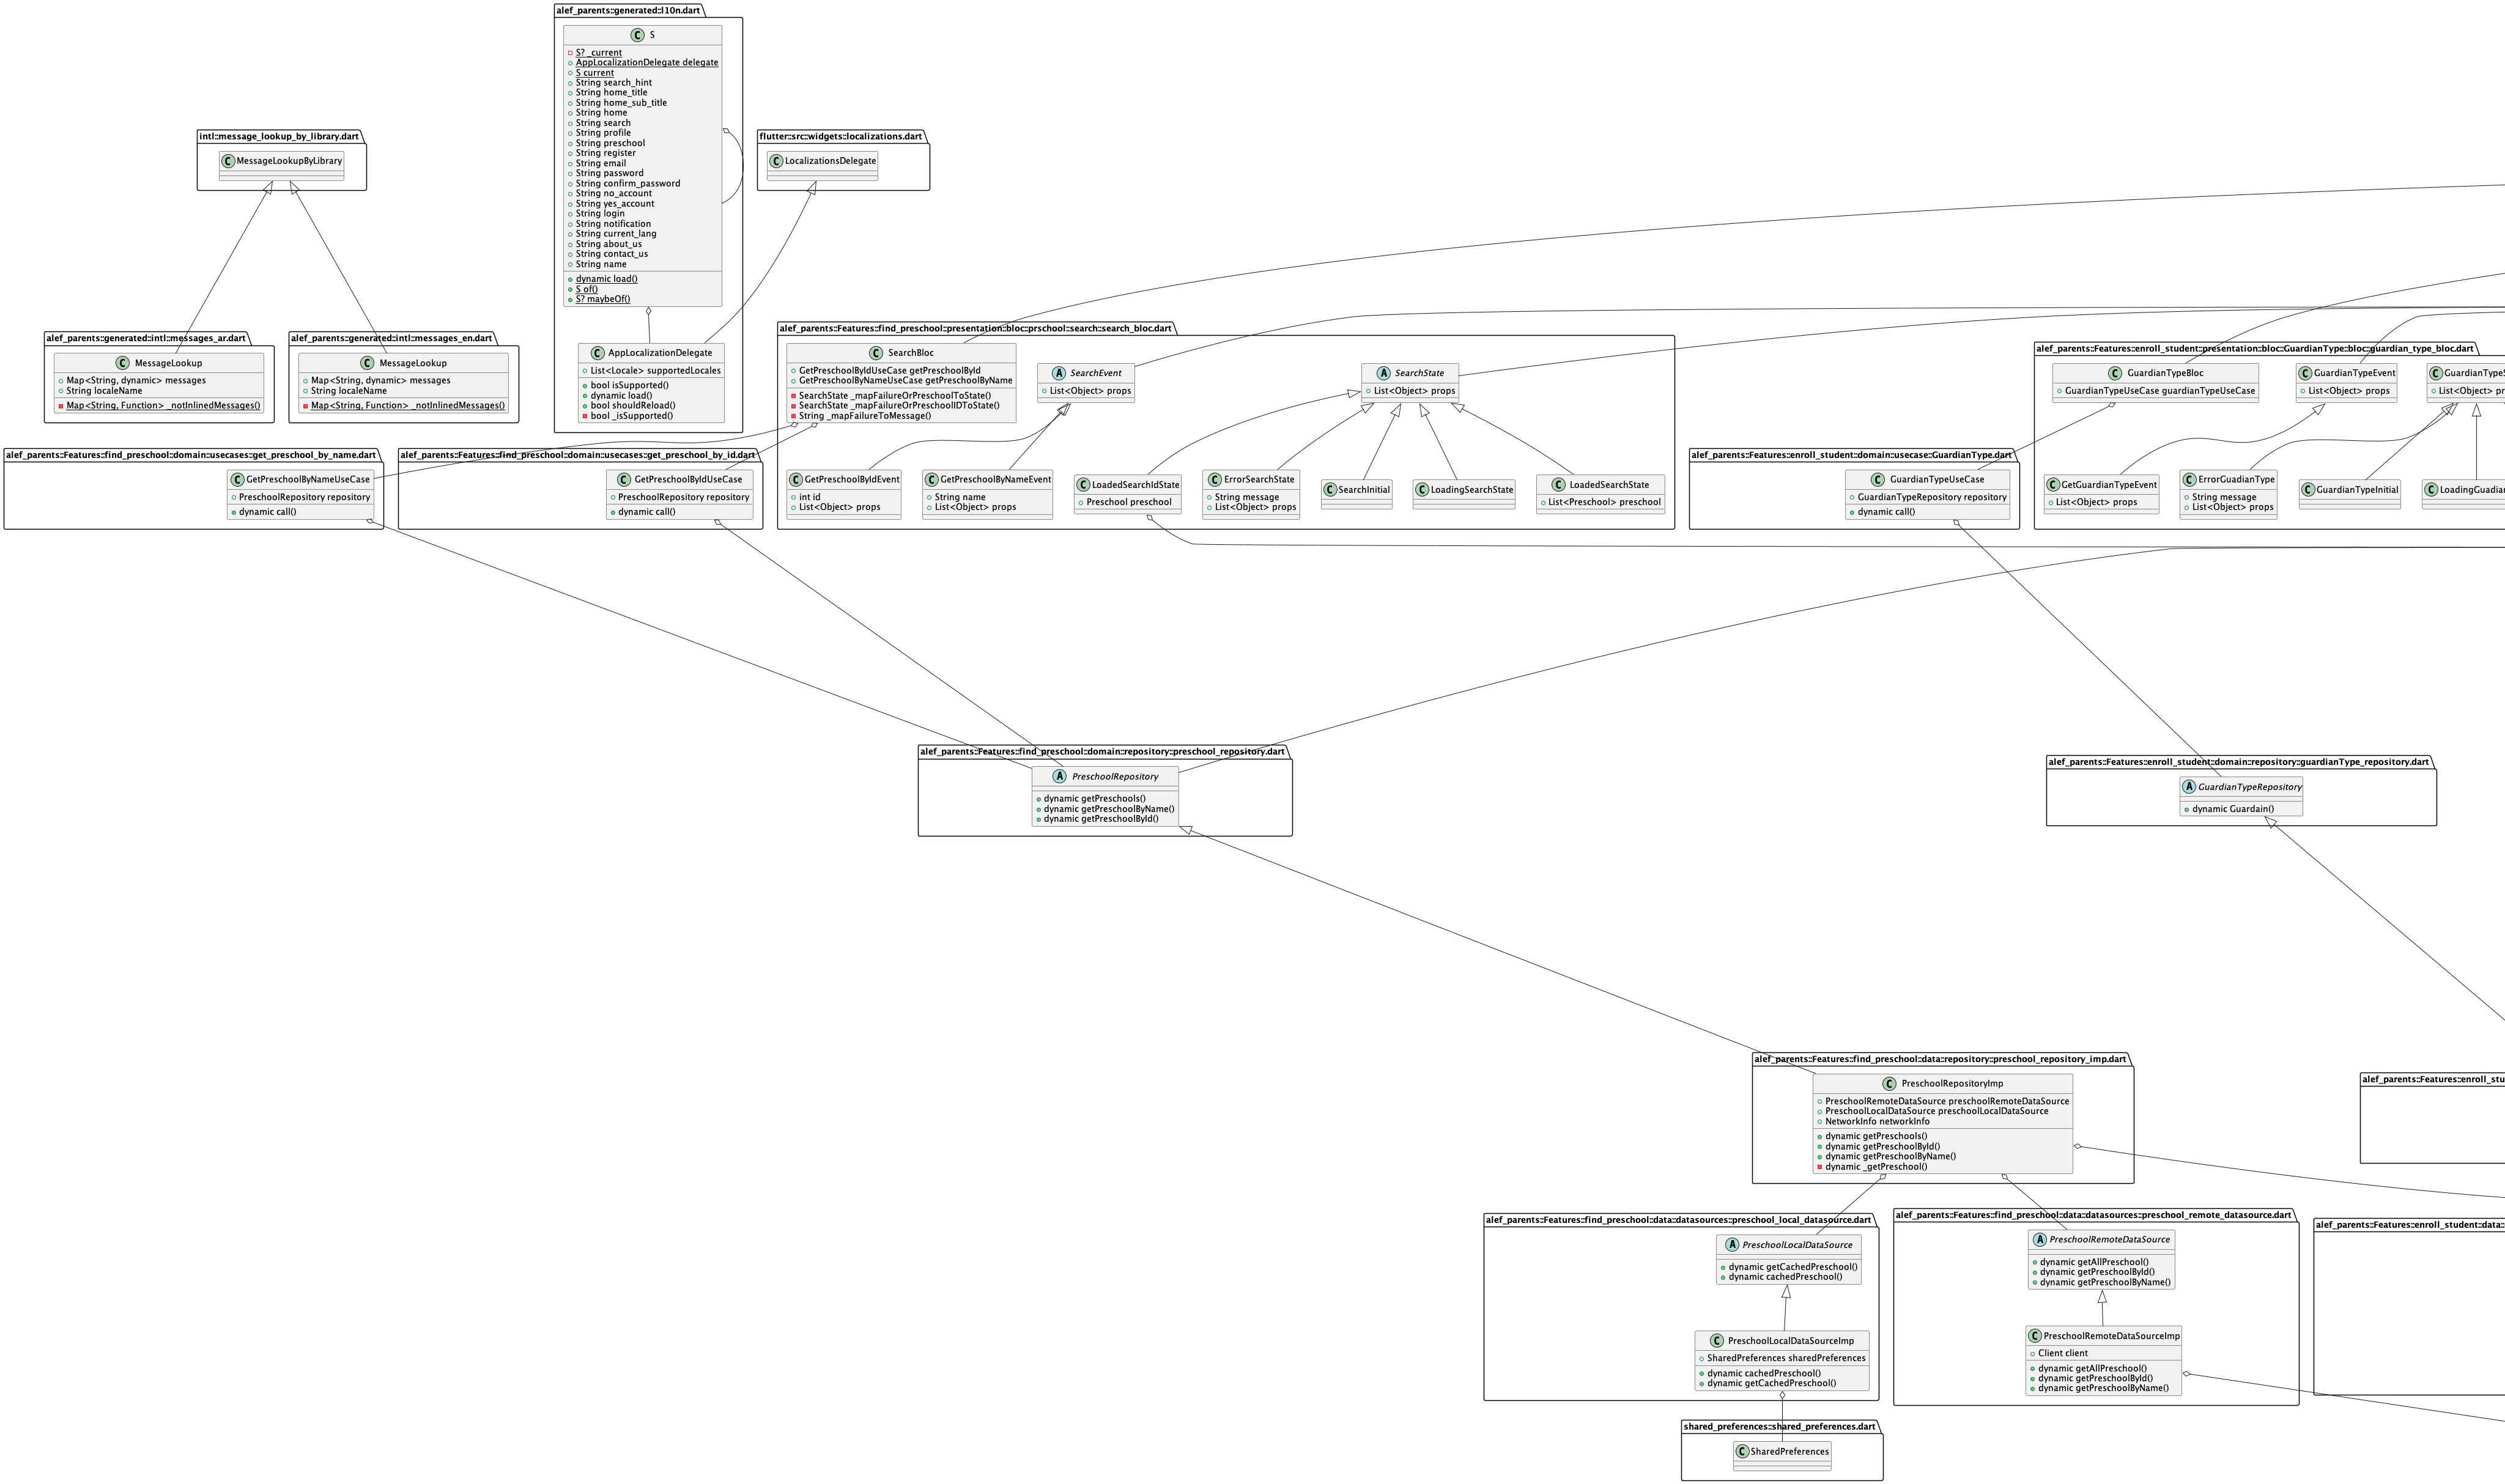 alef_parents::generated::l10n.dart
S
S? _current
AppLocalizationDelegate delegate
S current
String search_hint
String home_title
String home_sub_title
String home
String search
String profile
String preschool
String register
String email
String password
String confirm_password
String no_account
String yes_account
String login
String notification
String current_lang
String about_us
String contact_us
String name
dynamic load()
S of()
S? maybeOf()
AppLocalizationDelegate
List<Locale> supportedLocales
bool isSupported()
dynamic load()
bool shouldReload()
bool _isSupported()
intl::message_lookup_by_library.dart
MessageLookupByLibrary
flutter::src::widgets::localizations.dart
LocalizationsDelegate
alef_parents::generated::intl::messages_ar.dart
MessageLookup
Map<String, dynamic> messages
String localeName
Map<String, Function> _notInlinedMessages()
alef_parents::generated::intl::messages_en.dart
MessageLookup
Map<String, dynamic> messages
String localeName
Map<String, Function> _notInlinedMessages()
alef_parents::Features::find_preschool::presentation::bloc::prschool::search::search_bloc.dart
SearchBloc
GetPreschoolByIdUseCase getPreschoolById
GetPreschoolByNameUseCase getPreschoolByName
SearchState _mapFailureOrPreschoolToState()
SearchState _mapFailureOrPreschoolIDToState()
String _mapFailureToMessage()
SearchEvent
List<Object> props
SearchState
List<Object> props
GetPreschoolByIdEvent
int id
List<Object> props
GetPreschoolByNameEvent
String name
List<Object> props
LoadedSearchIdState
Preschool preschool
ErrorSearchState
String message
List<Object> props
SearchInitial
LoadingSearchState
LoadedSearchState
List<Preschool> preschool
alef_parents::Features::enroll_student::presentation::bloc::GuardianType::bloc::guardian_type_bloc.dart
GuardianTypeBloc
GuardianTypeUseCase guardianTypeUseCase
GuardianTypeEvent
List<Object> props
GuardianTypeS
List<Object> pr
GetGuardianTypeEvent
List<Object> props
ErrorGuadianType
String message
List<Object> props
GuardianTypeInitial
LoadingGuadian
alef_parents::Features::find_preschool::domain::usecases::get_preschool_by_name.dart
GetPreschoolByNameUseCase
PreschoolRepository repository
dynamic call()
alef_parents::Features::find_preschool::domain::usecases::get_preschool_by_id.dart
GetPreschoolByIdUseCase
PreschoolRepository repository
dynamic call()
alef_parents::Features::enroll_student::domain::usecase::GuardianType.dart
GuardianTypeUseCase
GuardianTypeRepository repository
dynamic call()
alef_parents::Features::find_preschool::domain::repository::preschool_repository.dart
PreschoolRepository
dynamic getPreschools()
dynamic getPreschoolByName()
dynamic getPreschoolById()
alef_parents::Features::enroll_student::domain::repository::guardianType_repository.dart
GuardianTypeRepository
dynamic Guardain()
alef_parents::Features::find_preschool::data::repository::preschool_repository_imp.dart
PreschoolRepositoryImp
PreschoolRemoteDataSource preschoolRemoteDataSource
PreschoolLocalDataSource preschoolLocalDataSource
NetworkInfo networkInfo
dynamic getPreschools()
dynamic getPreschoolById()
dynamic getPreschoolByName()
dynamic _getPreschool()
alef_parents::Features::enroll_stu
alef_parents::Features::find_preschool::data::datasources::preschool_local_datasource.dart
PreschoolLocalDataSource
dynamic getCachedPreschool()
dynamic cachedPreschool()
PreschoolLocalDataSourceImp
SharedPreferences sharedPreferences
dynamic cachedPreschool()
dynamic getCachedPreschool()
alef_parents::Features::find_preschool::data::datasources::preschool_remote_datasource.dart
PreschoolRemoteDataSource
dynamic getAllPreschool()
dynamic getPreschoolById()
dynamic getPreschoolByName()
PreschoolRemoteDataSourceImp
Client client
dynamic getAllPreschool()
dynamic getPreschoolById()
dynamic getPreschoolByName()
alef_parents::Features::enroll_student::data::
shared_preferences::shared_preferences.dart
SharedPreferences